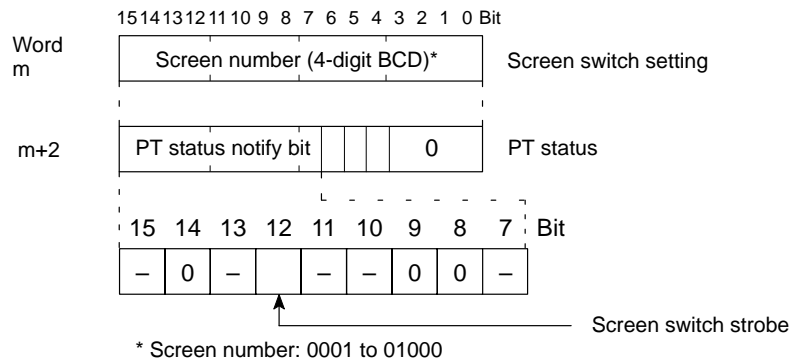 15 14 13 12 11 10 9 8 7 6 5 4 3 2 1 0 Bit
Word
m
Screen number (4-digit BCD)*
Screen switch setting
m+2
PT status notify bit
0
PT status
15 14 13 12 11 10 9 8 7 Bit
– 0 – – – 0 0 –
Screen switch strobe
* Screen number: 0001 to 01000